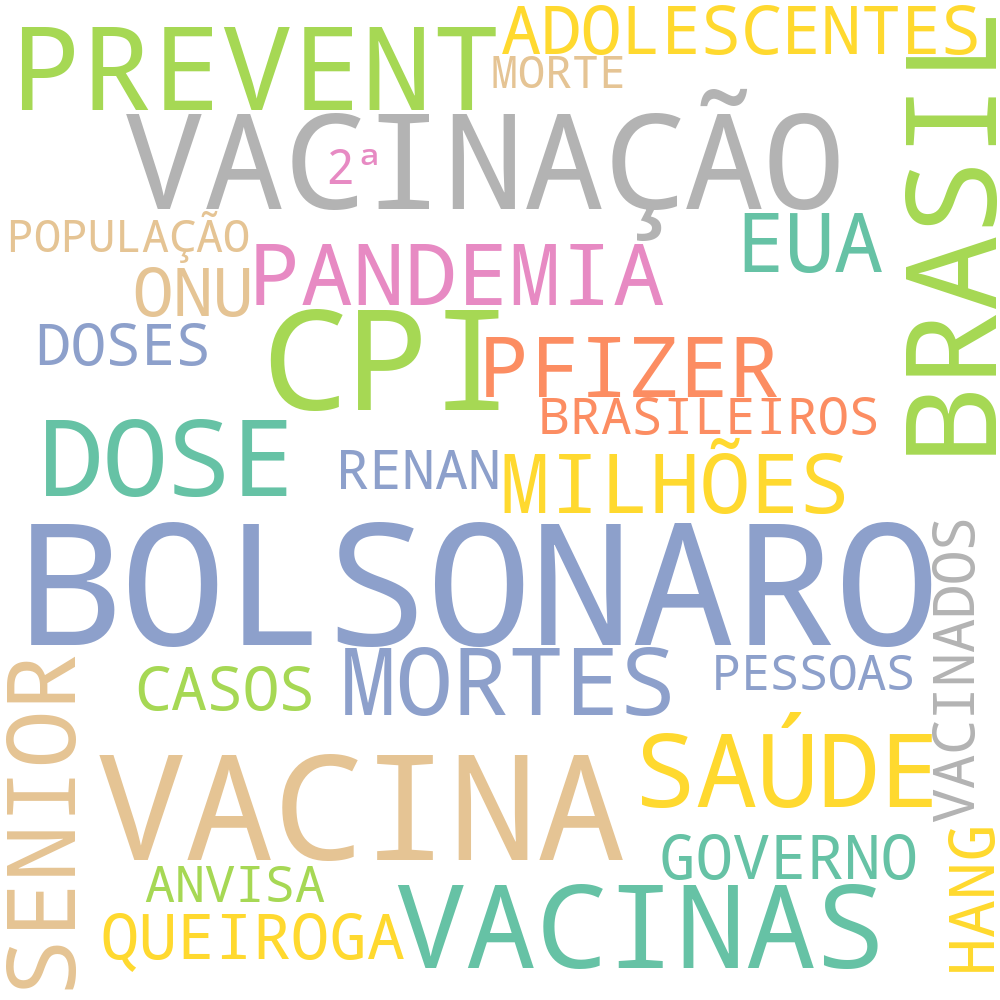 ADOLESCENTES
PREVENT
MORTE
BRASIL
VACINAÇÃO
2ª
POPULAÇÃO
EUA
PANDEMIA
ONU
DOSES
CPI
PFIZER
BRASILEIROS
DOSE
RENAN
MILHÕES
BOLSONARO
VACINADOS
MORTES
PESSOAS
CASOS
SENIOR
SAÚDE
VACINA
GOVERNO
HANG
ANVISA
VACINAS
QUEIROGA